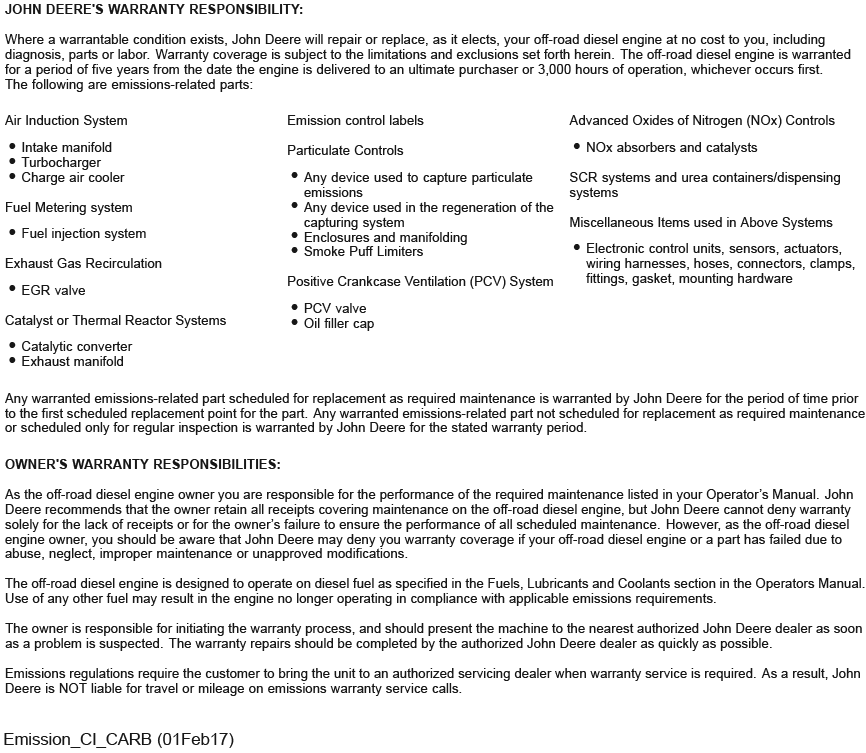 JOHN DEERE'S WARRANTY RESPONSIBILITY:
Where a warrantable condition exists, John Deere will repair or replace, as it elects, your off-road diesel engine at no cost to you, including
diagnosis, parts or labor. Warranty coverage is subject to the limitations and exclusions set forth herein. The off-road diesel engine is warranted
for a period of five years from the date the engine is delivered to an ultimate purchaser or 3,000 hours of operation, whichever occurs first.
The following are emissions-related parts:
Air Induction System
• Intake manifold
• Turbocharger
• Charge air cooler
Fuel Metering system
• Fuel injection system
Exhaust Gas Recirculation
• EGR valve
Catalyst or Thermal Reactor Systems
• Catalytic converter
• Exhaust manifold
Emission control labels
Particulate Controls
• Any device used to capture particulate
emissions
• Any device used in the regeneration of the
capturing system
• Enclosures and manifolding
• Smoke Puff Limiters
Positive Crankcase Ventilation (PCV) System
• PCV valve
• Oil filler cap
Advanced Oxides of Nitrogen (NOx) Controls
• NOx absorbers and catalysts
SCR systems and urea containers/dispensing
systems
Miscellaneous Items used in Above Systems
• Electronic control units, sensors, actuators,
wiring harnesses, hoses, connectors, clamps,
fittings, gasket, mounting hardware
Any warranted emissions-related part scheduled for replacement as required maintenance is warranted by John Deere for the period of time prior
to the first scheduled replacement point for the part. Any warranted emissions-related part not scheduled for replacement as required maintenance
or scheduled only for regular inspection is warranted by John Deere for the stated warranty period.
OWNER'S WARRANTY RESPONSIBILITIES:
As the off-road diesel engine owner you are responsible for the performance of the required maintenance listed in your Operator's Manual. John
Deere recommends that the owner retain all receipts covering maintenance on the off-road diesel engine, but John Deere cannot deny warranty
solely for the lack of receipts or for the owner's failure to ensure the performance of all scheduled maintenance. However, as the off-road diesel
engine owner, you should be aware that John Deere may deny you warranty coverage if your off-road diesel engine or a part has failed due to
abuse, neglect, improper maintenance or unapproved modifications.
The off-road diesel engine is designed to operate on diesel fuel as specified in the Fuels, Lubricants and Coolants section in the Operators Manual.
Use of any other fuel may result in the engine no longer operating in compliance with applicable emissions requirements.
The owner is responsible for initiating the warranty process, and should present the machine to the nearest authorized John Deere dealer as soon
as a problem is suspected. The warranty repairs should be completed by the authorized John Deere dealer as quickly as possible.
Emissions regulations require the customer to bring the unit to an authorized servicing dealer when warranty service is required. As a result, John
Deere is NOT liable for travel or mileage on emissions warranty service calls.
Emission_CI_CARB (01Feb17)